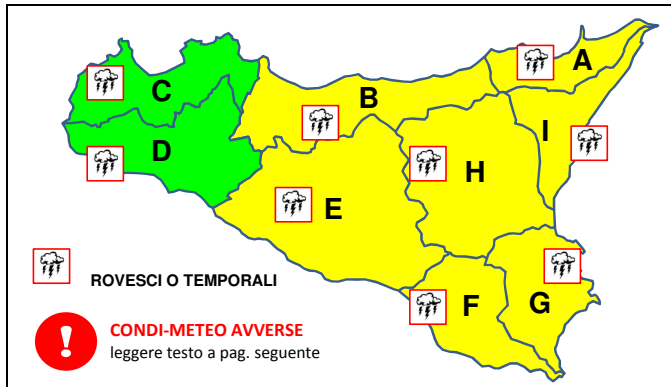 A
B
C
I
D
H
E
F
G
ROVESCI O TEMPORALI
!
CONDI-METEO AVVERSE
leggere testo a pag. seguente